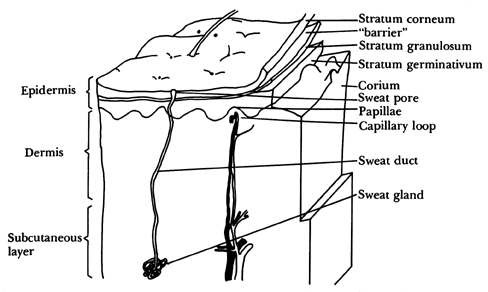 Stratum corneum
“barrier”
Stratum granulosum
Stratum germinativum
Corium
Sweat pore
Papillae
Capillary loop
Sweat duct
Sweat gland
Epidermis
Dermis
Subcutaneous
layer